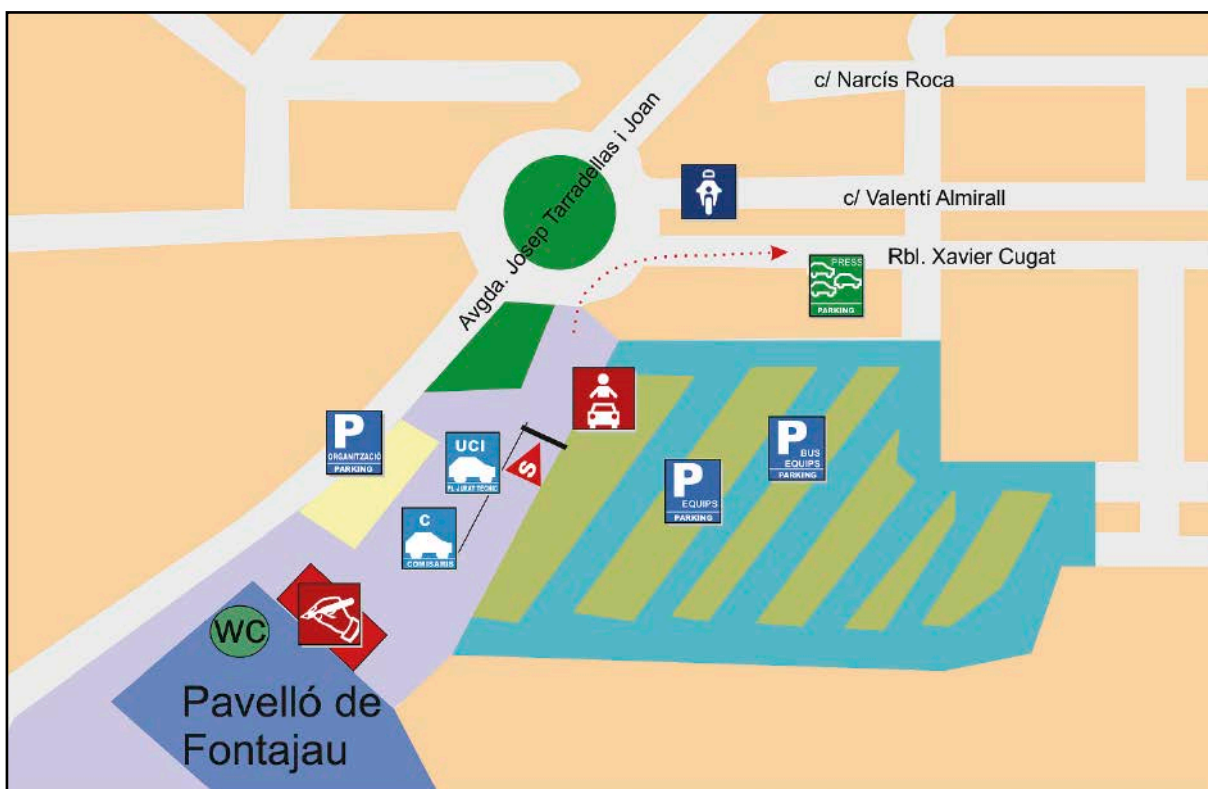 c/ Narcís Roca
Avgda. Josep Tarradellas i Joan
c/ Valentí Almirall
Rbl. Xavier Cugat
PRESS
PARKING
P
ORGANITZACIÓ
PARKING
UCI
P
BUS
EQUIPS
PARKING
S
P
EQUIPS
PARKING
C
COMISARIS
WC
Pavelló de
Fontajau